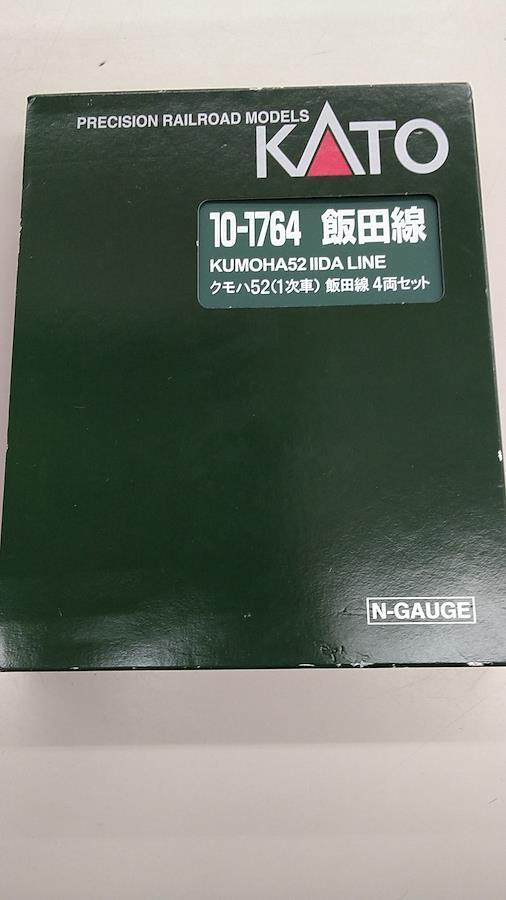 PRECISION RAILROAD MODELS
KATO
10-1764 飯田線
KUMOHA52 IIDA LINE
クモハ52(1次車) 飯田線 4両セット
N-GAUGE